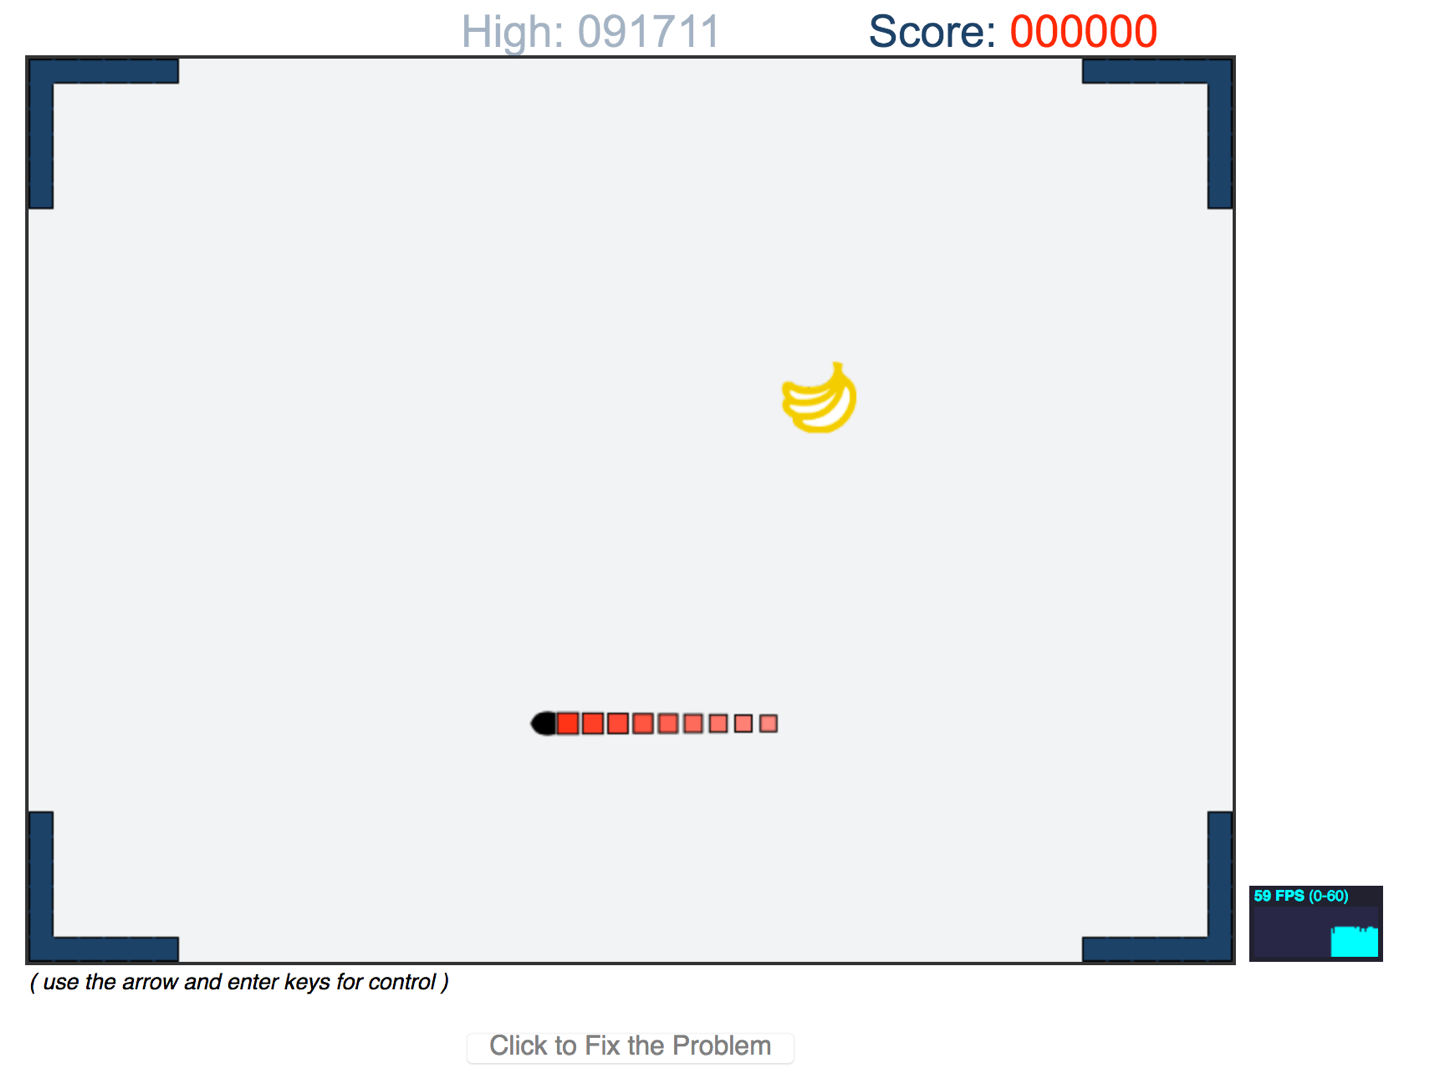 High: 091711 Score: 000000
59 FPS (0-60)
( use the arrow and enter keys for control )
Click to Fix the Problem